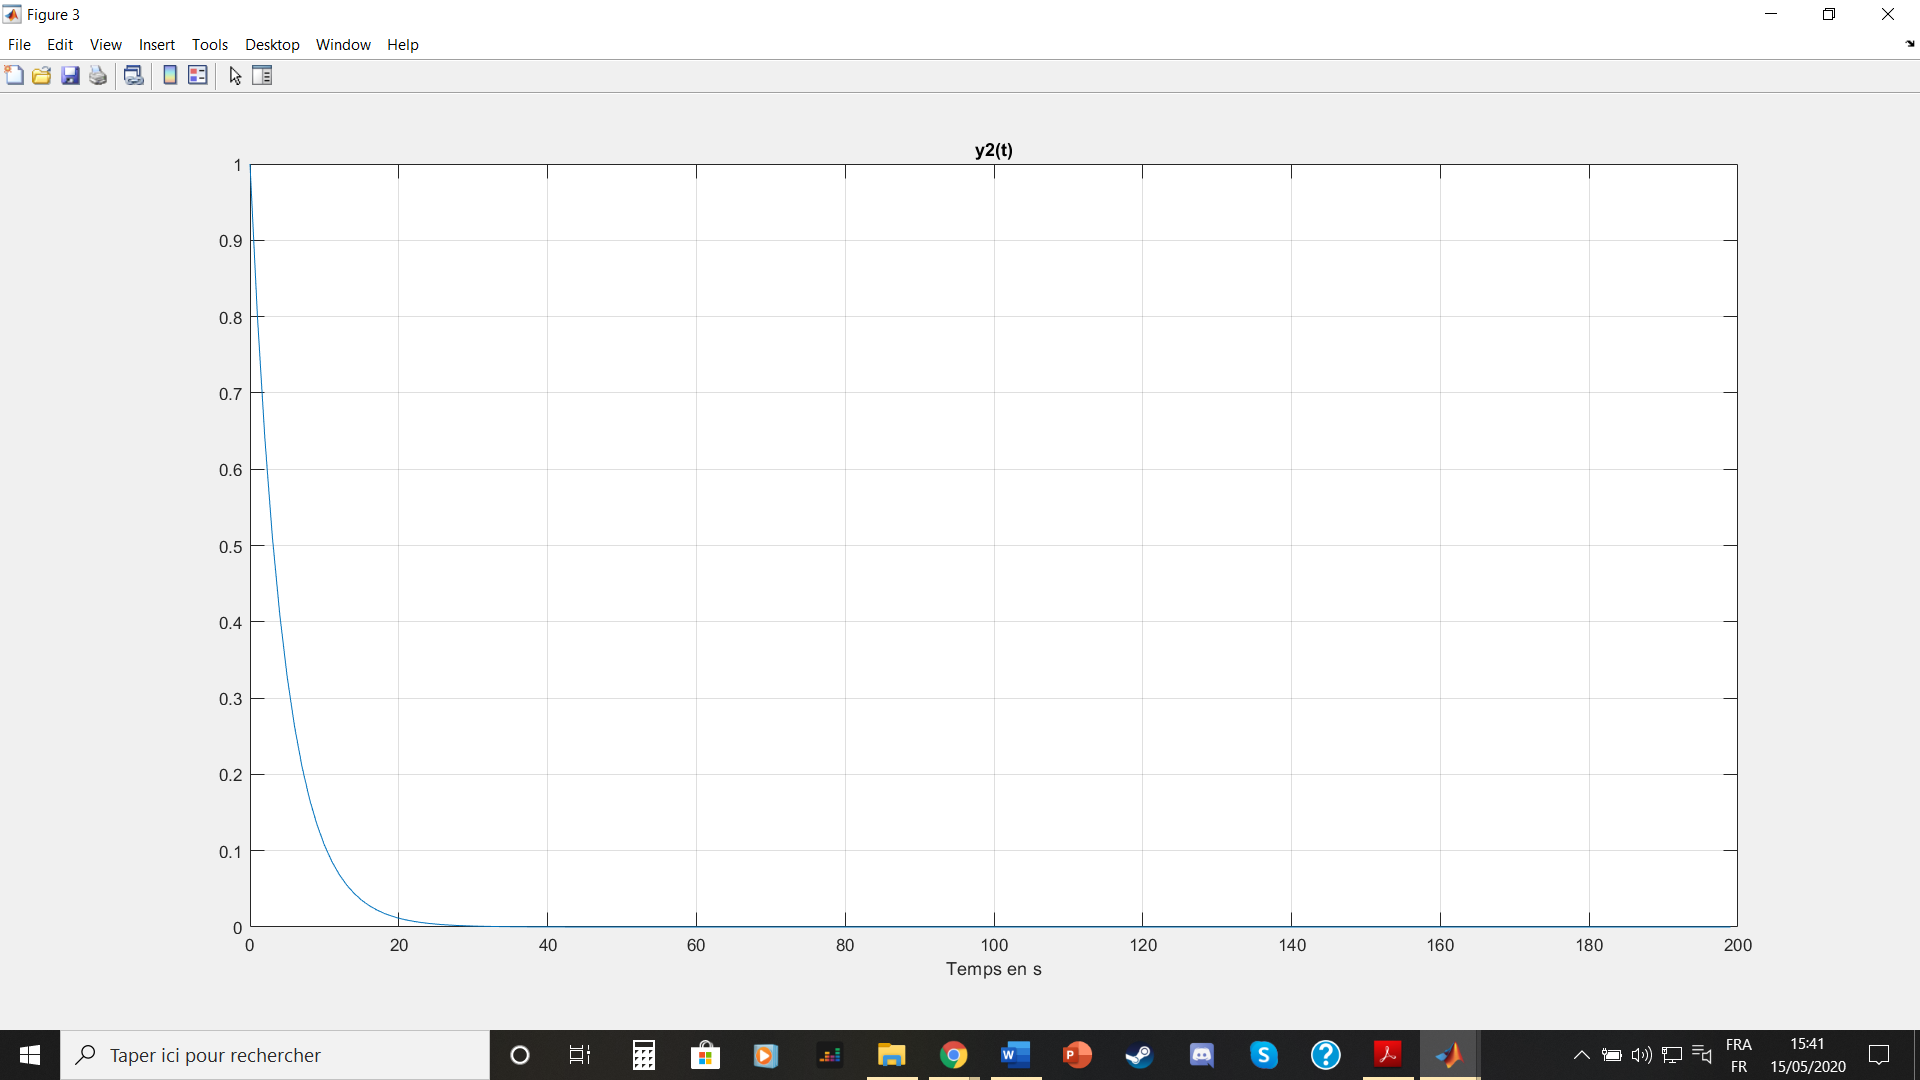 Figure 3
File Edit View Insert Tools Desktop Window Help
y2(t)
1
0.9
0.8
0.7
0.6
0.5
0.4
0.3
0.2
0.1
0
0 20 40 60 80 100 120 140 160 180 200
Temps en s
Taper ici pour rechercher
FRA
FR
15:41
15/05/2020